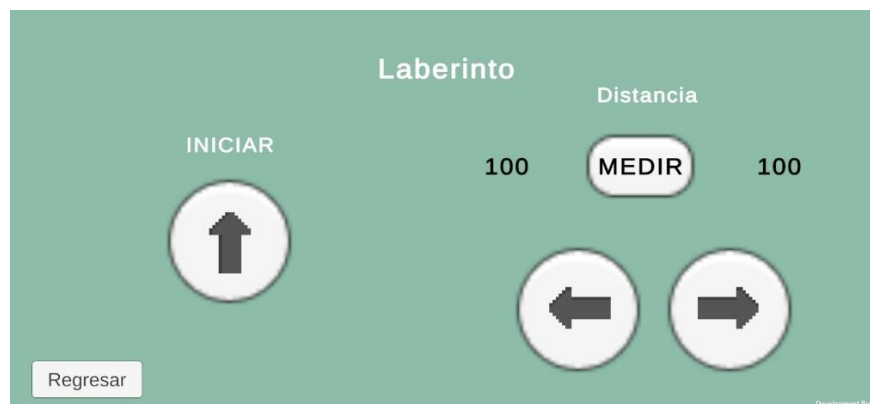 Laberinto
Distancia
INICIAR
100
MEDIR
100
Regresar